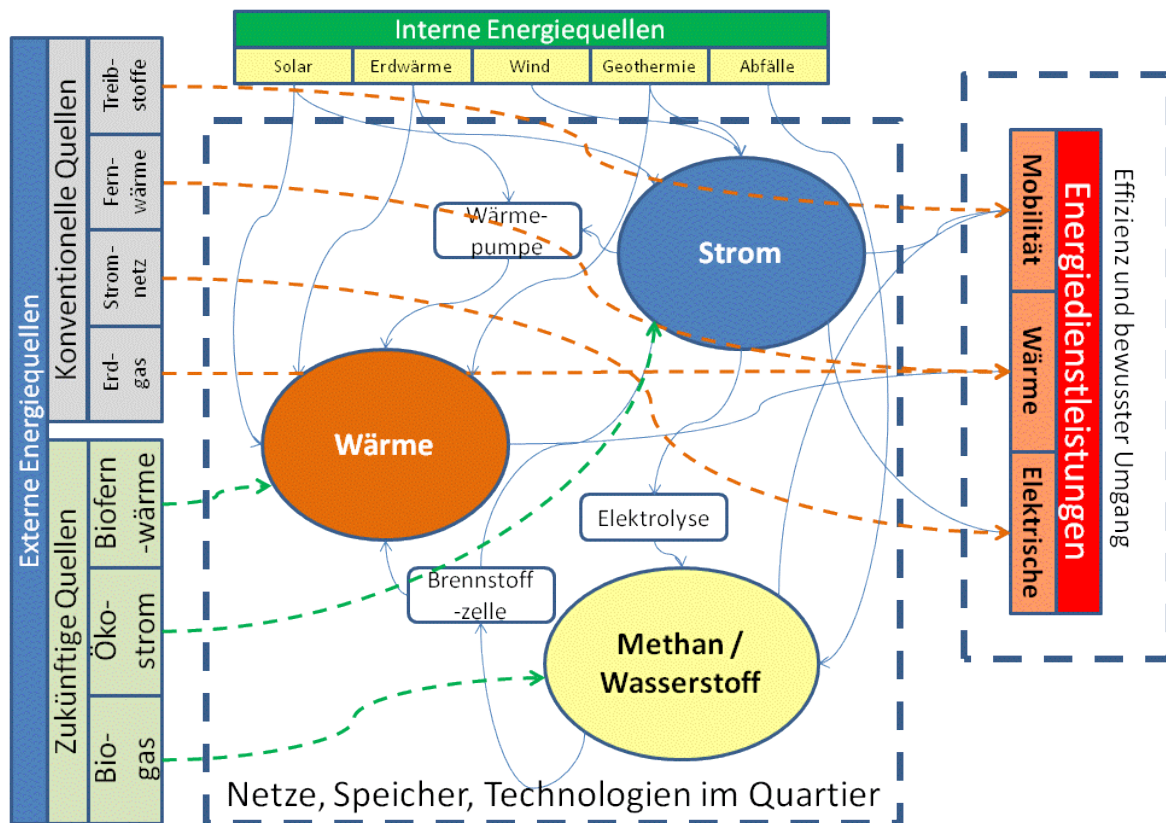 Interne Energiequellen
Solar
Erdwärme
Wind
Geothermie
Abfälle
Externe Energiequellen
Konventionelle Quellen
Treib-
stoffe
Fern-
wärme
Strom-
netz
Erd-
gas
Zukünftige Quellen
Biofern
-wärme
Öko-
strom
Bio-
gas
Wärme-
pumpe
Strom
Wärme
Elektrolyse
Brennstoff
-zelle
Methan /
Wasserstoff
Netze, Speicher, Technologien im Quartier
Mobilität
Wärme
Elektrische
Energiedienstleistungen
Effizienz und bewusster Umgang